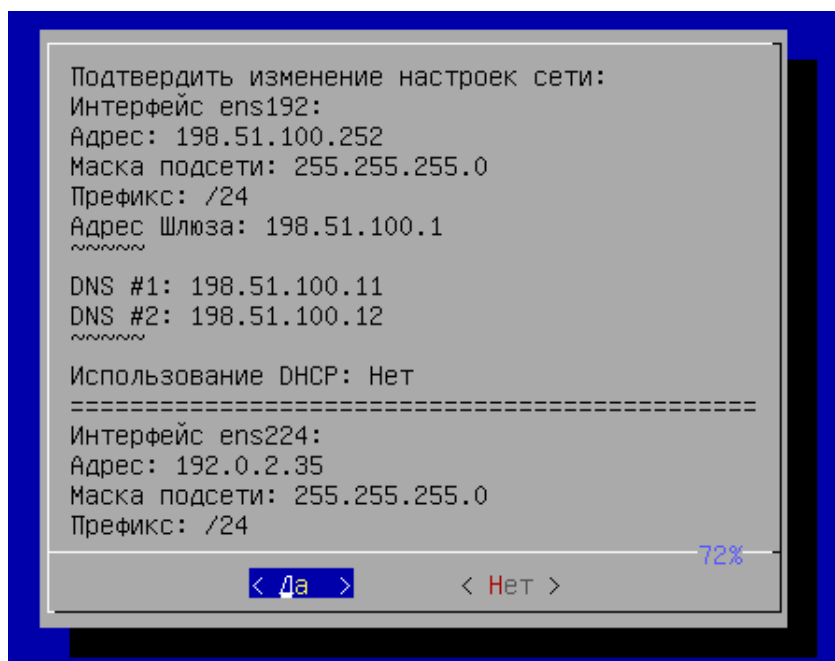 Подтвердить изменение настроек сети:
Интерфейс ens192:
Адрес: 198.51.100.252
Маска подсети: 255.255.255.0
Префикс: /24
Адрес Шлюза: 198.51.100.1
~~~~~
DNS #1: 198.51.100.11
DNS #2: 198.51.100.12
~~~~~
Использование DHCP: Нет
==============================================
Интерфейс ens224:
Адрес: 192.0.2.35
Маска подсети: 255.255.255.0
Префикс: /24
72%
< Да > < Нет >